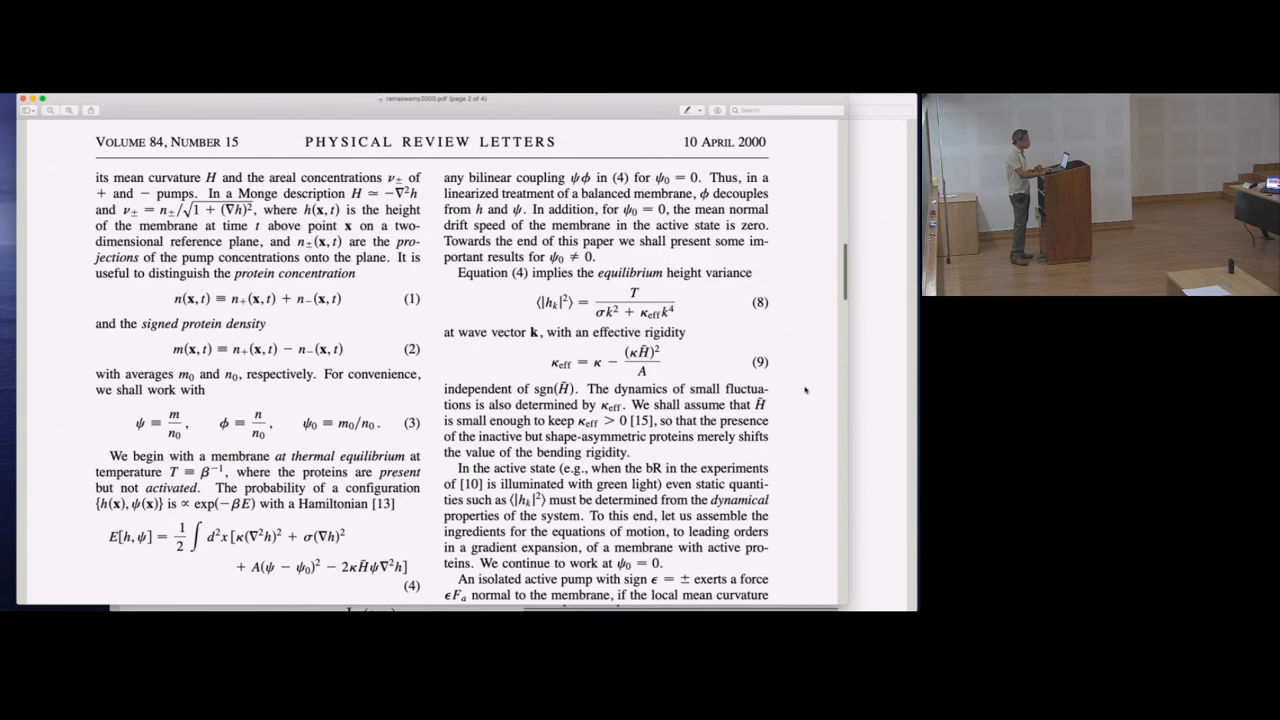 ramaswamy2000.pdf (page 2 of 4)
Search
VOLUME 84, NUMBER 15
PHYSICAL REVIEW LETTERS
10 APRIL 2000
its mean curvature H and the areal concentrations ν± of
+ and − pumps. In a Monge description H ≃ −∇²h
and ν± = n±/√1 + (∇h)², where h(x, t) is the height
of the membrane at time t above point x on a two-
dimensional reference plane, and n±(x, t) are the pro-
jections of the pump concentrations onto the plane. It is
useful to distinguish the protein concentration
n(x, t) ≡ n₊(x, t) + n₋(x, t) (1)
and the signed protein density
m(x, t) ≡ n₊(x, t) − n₋(x, t) (2)
with averages m₀ and n₀, respectively. For convenience,
we shall work with
ψ ≡ m/n₀, ϕ ≡ n/n₀, ψ₀ ≡ m₀/n₀. (3)
We begin with a membrane at thermal equilibrium at
temperature T ≡ β⁻¹, where the proteins are present
but not activated. The probability of a configuration
{h(x), ψ(x)} is ∝ exp(−βE) with a Hamiltonian [13]
E[h, ψ] = 1/2 ∫ d²x[κ(∇²h)² + σ(∇h)²
+ A(ψ − ψ₀)² − 2κH̄ψ∇²h]
(4)
any bilinear coupling ψϕ in (4) for ψ₀ = 0. Thus, in a
linearized treatment of a balanced membrane, ϕ decouples
from h and ψ. In addition, for ψ₀ = 0, the mean normal
drift speed of the membrane in the active state is zero.
Towards the end of this paper we shall present some im-
portant results for ψ₀ ≠ 0.
Equation (4) implies the equilibrium height variance
⟨|hₖ|²⟩ = T/(σk² + κeff k⁴) (8)
at wave vector k, with an effective rigidity
κeff = κ − (κH̄)²/A (9)
independent of sgn(H̄). The dynamics of small fluctua-
tions is also determined by κeff. We shall assume that H̄
is small enough to keep κeff > 0 [15], so that the presence
of the inactive but shape-asymmetric proteins merely shifts
the value of the bending rigidity.
In the active state (e.g., when the bR in the experiments
of [10] is illuminated with green light) even static quanti-
ties such as ⟨|hₖ|²⟩ must be determined from the dynamical
properties of the system. To this end, let us assemble the
ingredients for the equations of motion, to leading orders
in a gradient expansion, of a membrane with active pro-
teins. We continue to work at ψ₀ = 0.
An isolated active pump with sign ϵ = ± exerts a force
ϵFₐ normal to the membrane, if the local mean curvature